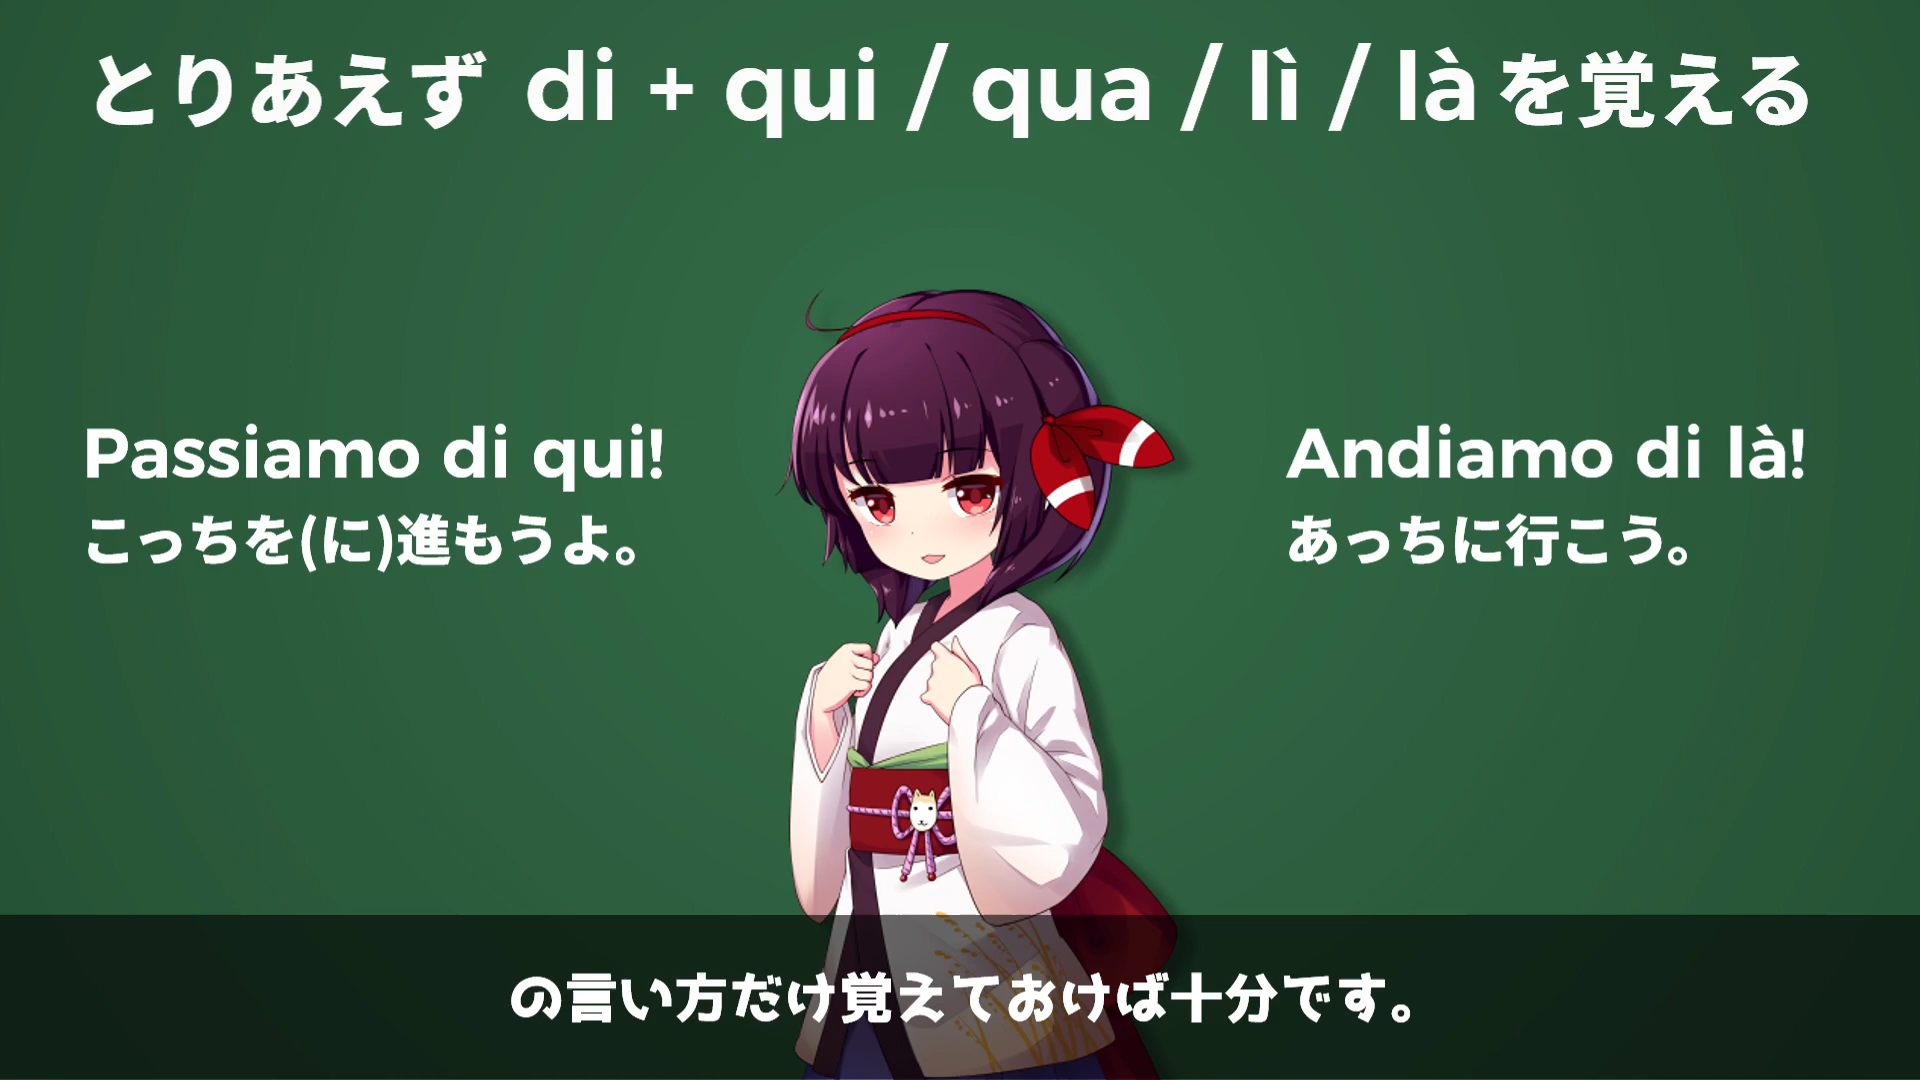 とりあえず di + qui / qua / lì / là を覚える
Passiamo di qui!
こっちを(に)進もうよ。
Andiamo di là!
あっちに行こう。
の言い方だけ覚えておけば十分です。